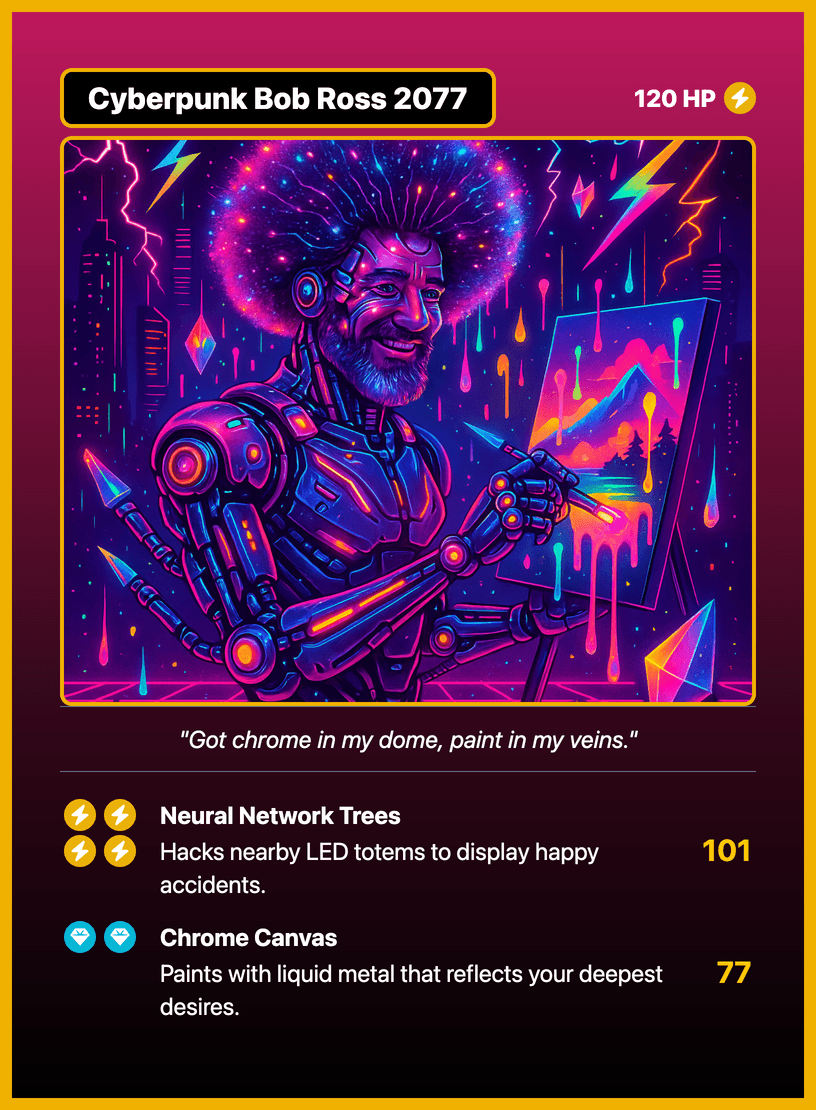 Cyberpunk Bob Ross 2077
120 HP
"Got chrome in my dome, paint in my veins."
Neural Network Trees
Hacks nearby LED totems to display happy
accidents.
101
Chrome Canvas
Paints with liquid metal that reflects your deepest
desires.
77